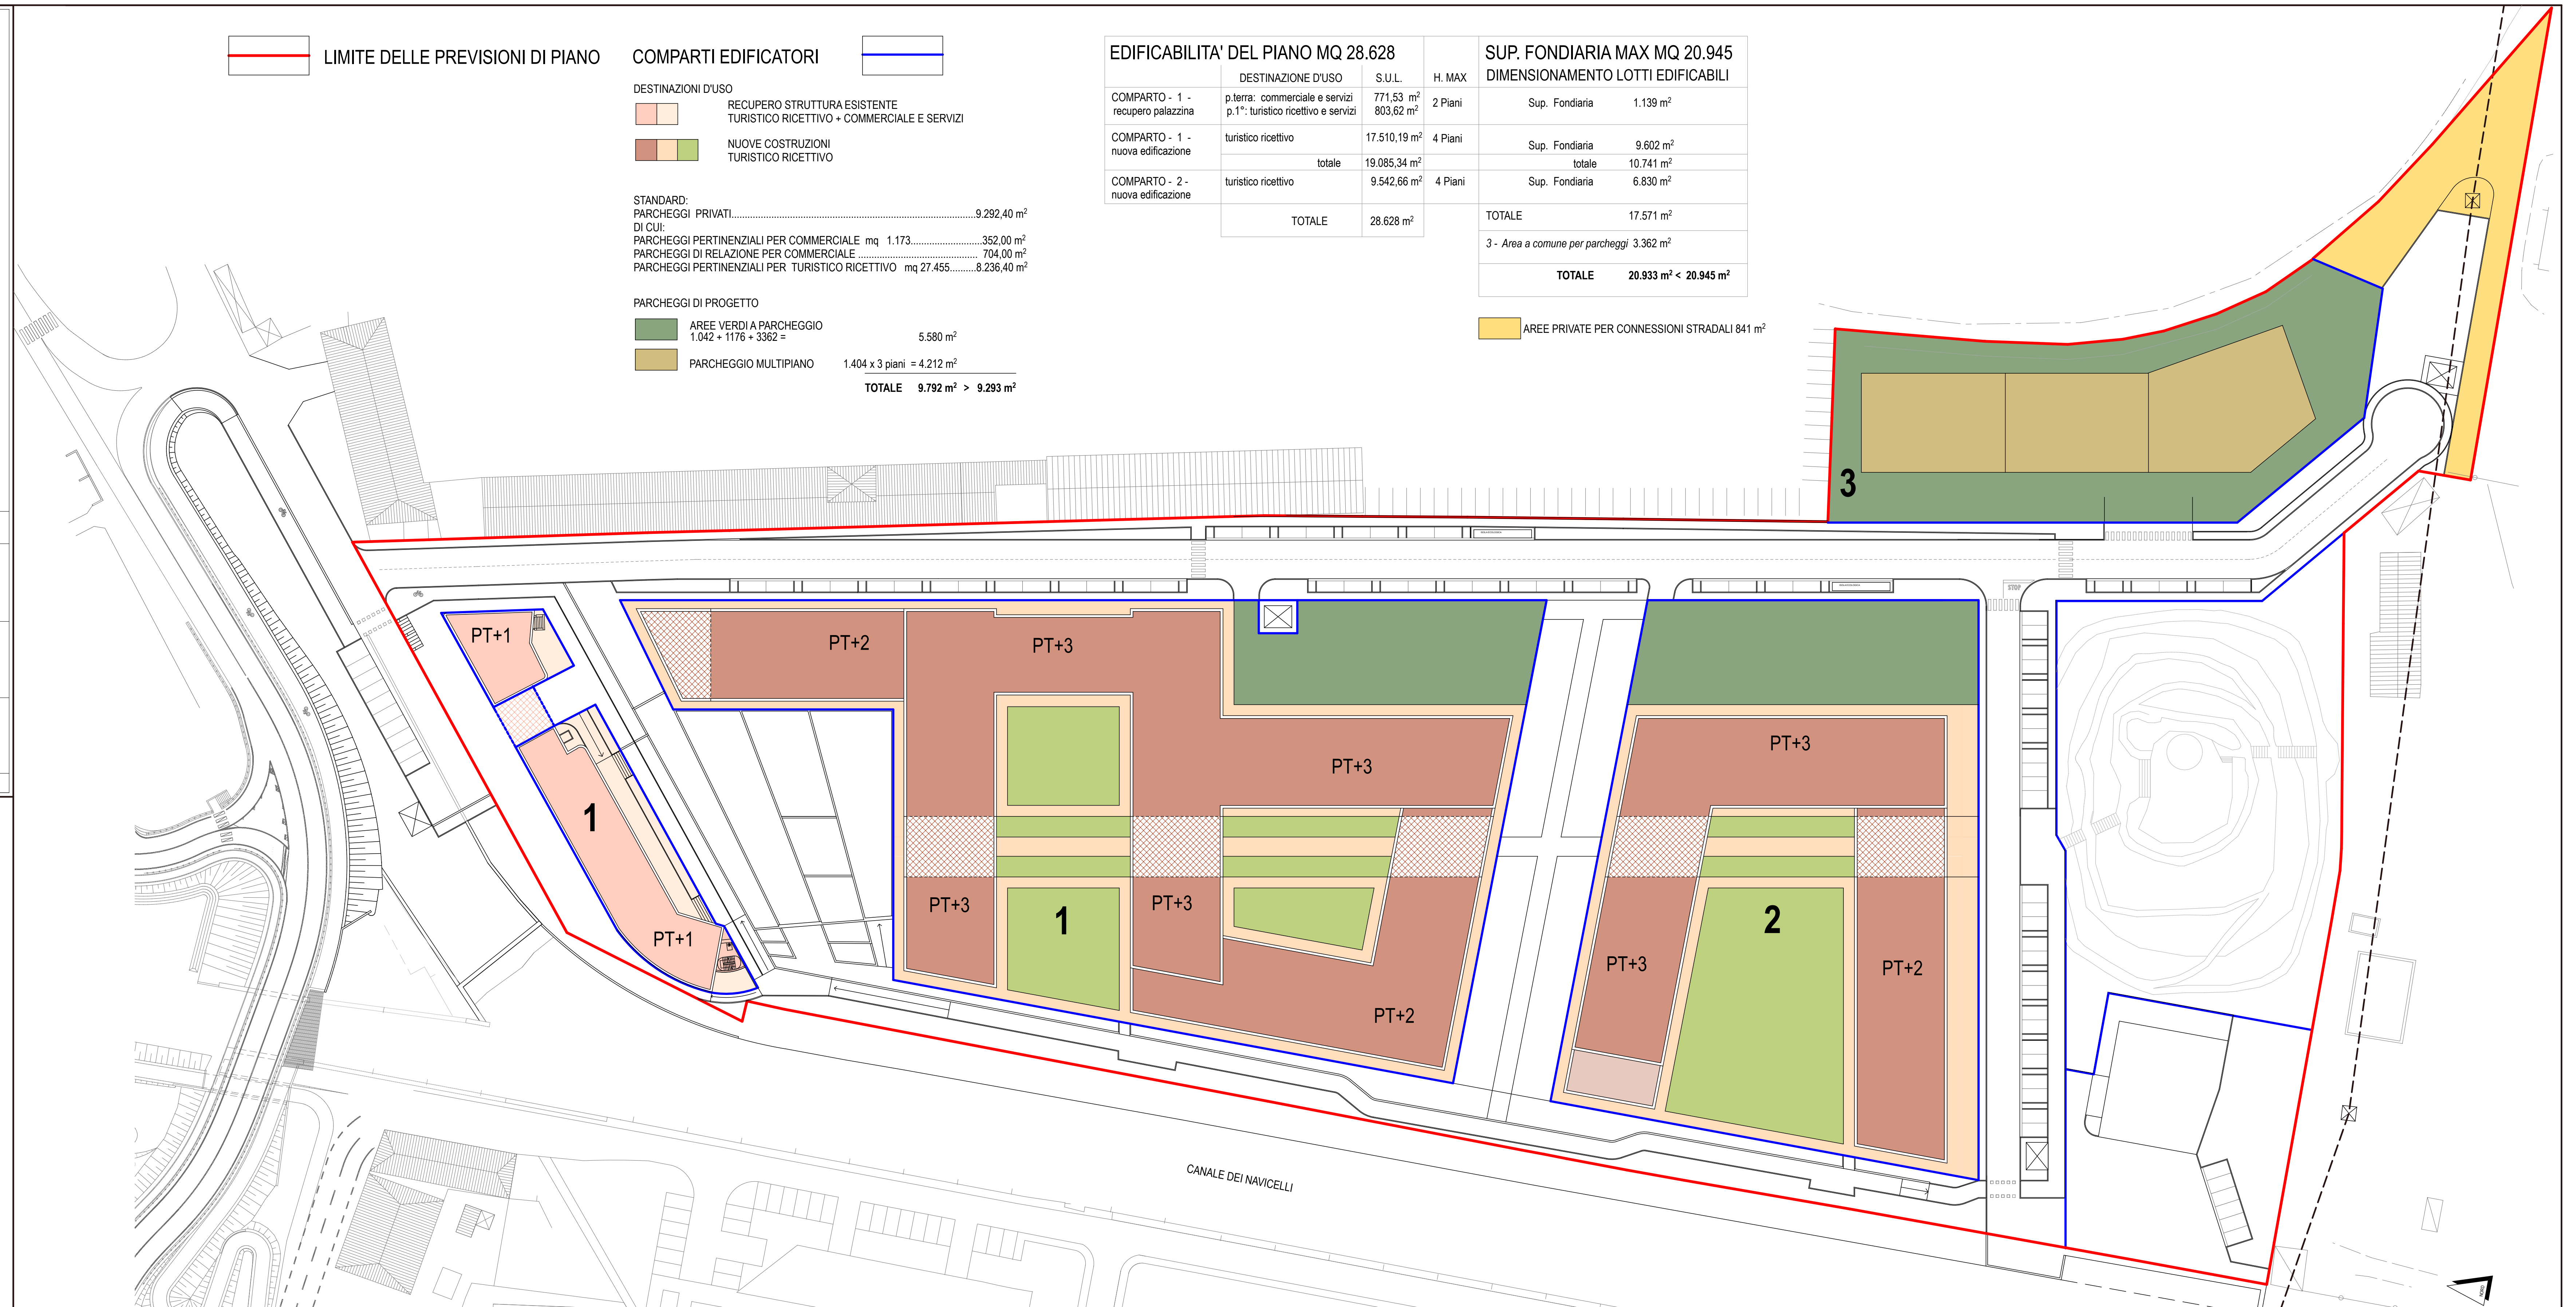 LIMITE DELLE PREVISIONI DI PIANO
COMPARTI EDIFICATORI
DESTINAZIONI D'USO
RECUPERO STRUTTURA ESISTENTE
TURISTICO RICETTIVO + COMMERCIALE E SERVIZI
NUOVE COSTRUZIONI
TURISTICO RICETTIVO
STANDARD:
PARCHEGGI PRIVATI...........................................................................................9.292,40 m²
DI CUI:
PARCHEGGI PERTINENZIALI PER COMMERCIALE mq 1.173...........................352,00 m²
PARCHEGGI DI RELAZIONE PER COMMERCIALE ............................................. 704,00 m²
PARCHEGGI PERTINENZIALI PER TURISTICO RICETTIVO mq 27.455..........8.236,40 m²
PARCHEGGI DI PROGETTO
AREE VERDI A PARCHEGGIO
1.042 + 1176 + 3362 = 5.580 m²
PARCHEGGIO MULTIPIANO 1.404 x 3 piani = 4.212 m²
TOTALE 9.792 m² > 9.293 m²
EDIFICABILITA' DEL PIANO MQ 28.628
DESTINAZIONE D'USO S.U.L. H. MAX
COMPARTO - 1 - p.terra: commerciale e servizi 771,53 m² 2 Piani
recupero palazzina p.1°: turistico ricettivo e servizi 803,62 m²
COMPARTO - 1 - turistico ricettivo 17.510,19 m² 4 Piani
nuova edificazione
totale 19.085,34 m²
COMPARTO - 2 - turistico ricettivo 9.542,66 m² 4 Piani
nuova edificazione
TOTALE 28.628 m²
SUP. FONDIARIA MAX MQ 20.945
DIMENSIONAMENTO LOTTI EDIFICABILI
Sup. Fondiaria 1.139 m²
Sup. Fondiaria 9.602 m²
totale 10.741 m²
Sup. Fondiaria 6.830 m²
TOTALE 17.571 m²
3 - Area a comune per parcheggi 3.362 m²
TOTALE 20.933 m² < 20.945 m²
AREE PRIVATE PER CONNESSIONI STRADALI 841 m²
3
PT+1
PT+2
PT+3
PT+3
PT+3
1
PT+1
PT+3
PT+3
1
PT+2
2
PT+3
PT+2
CANALE DEI NAVICELLI